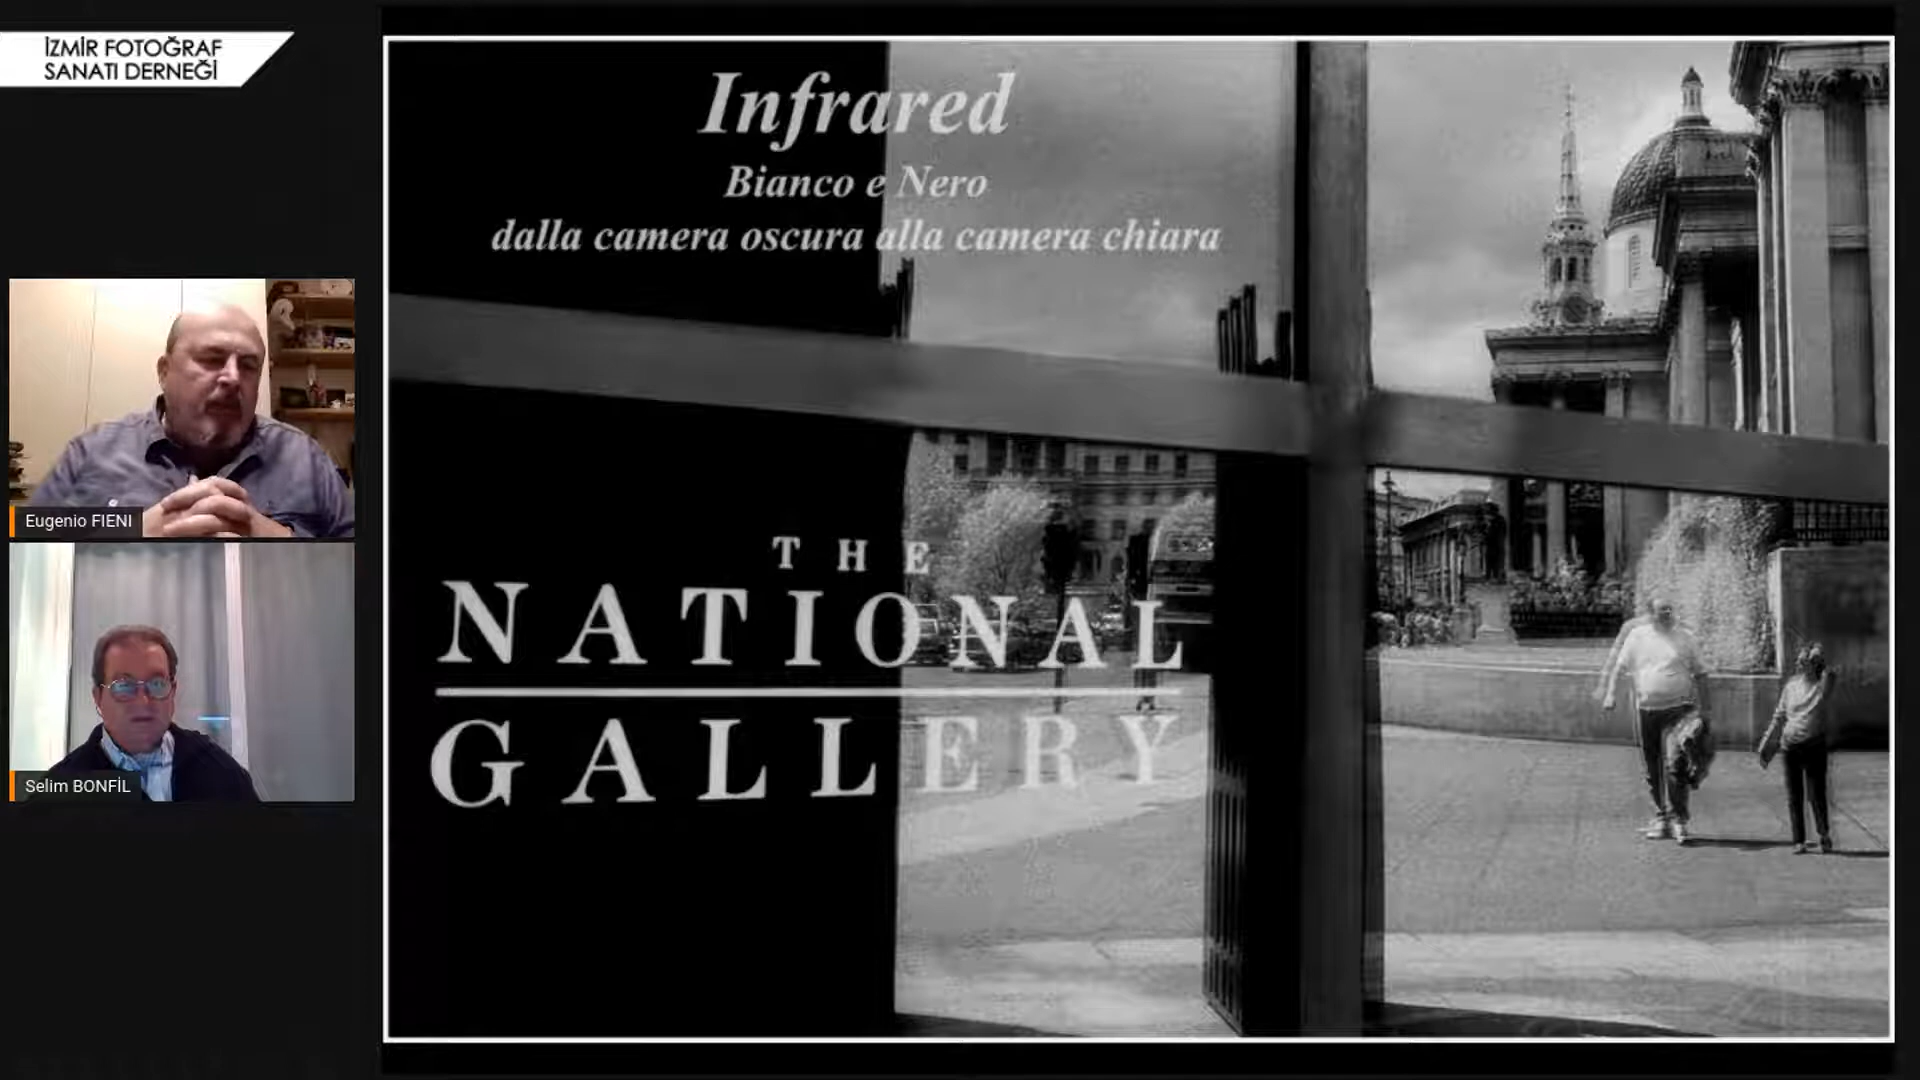 İZMİR FOTOĞRAF
SANATI DERNEĞİ
Infrared
Bianco e Nero
dalla camera oscura alla camera chiara
Eugenio FIENI
THE
NATIONAL
GALLERY
Selim BONFİL